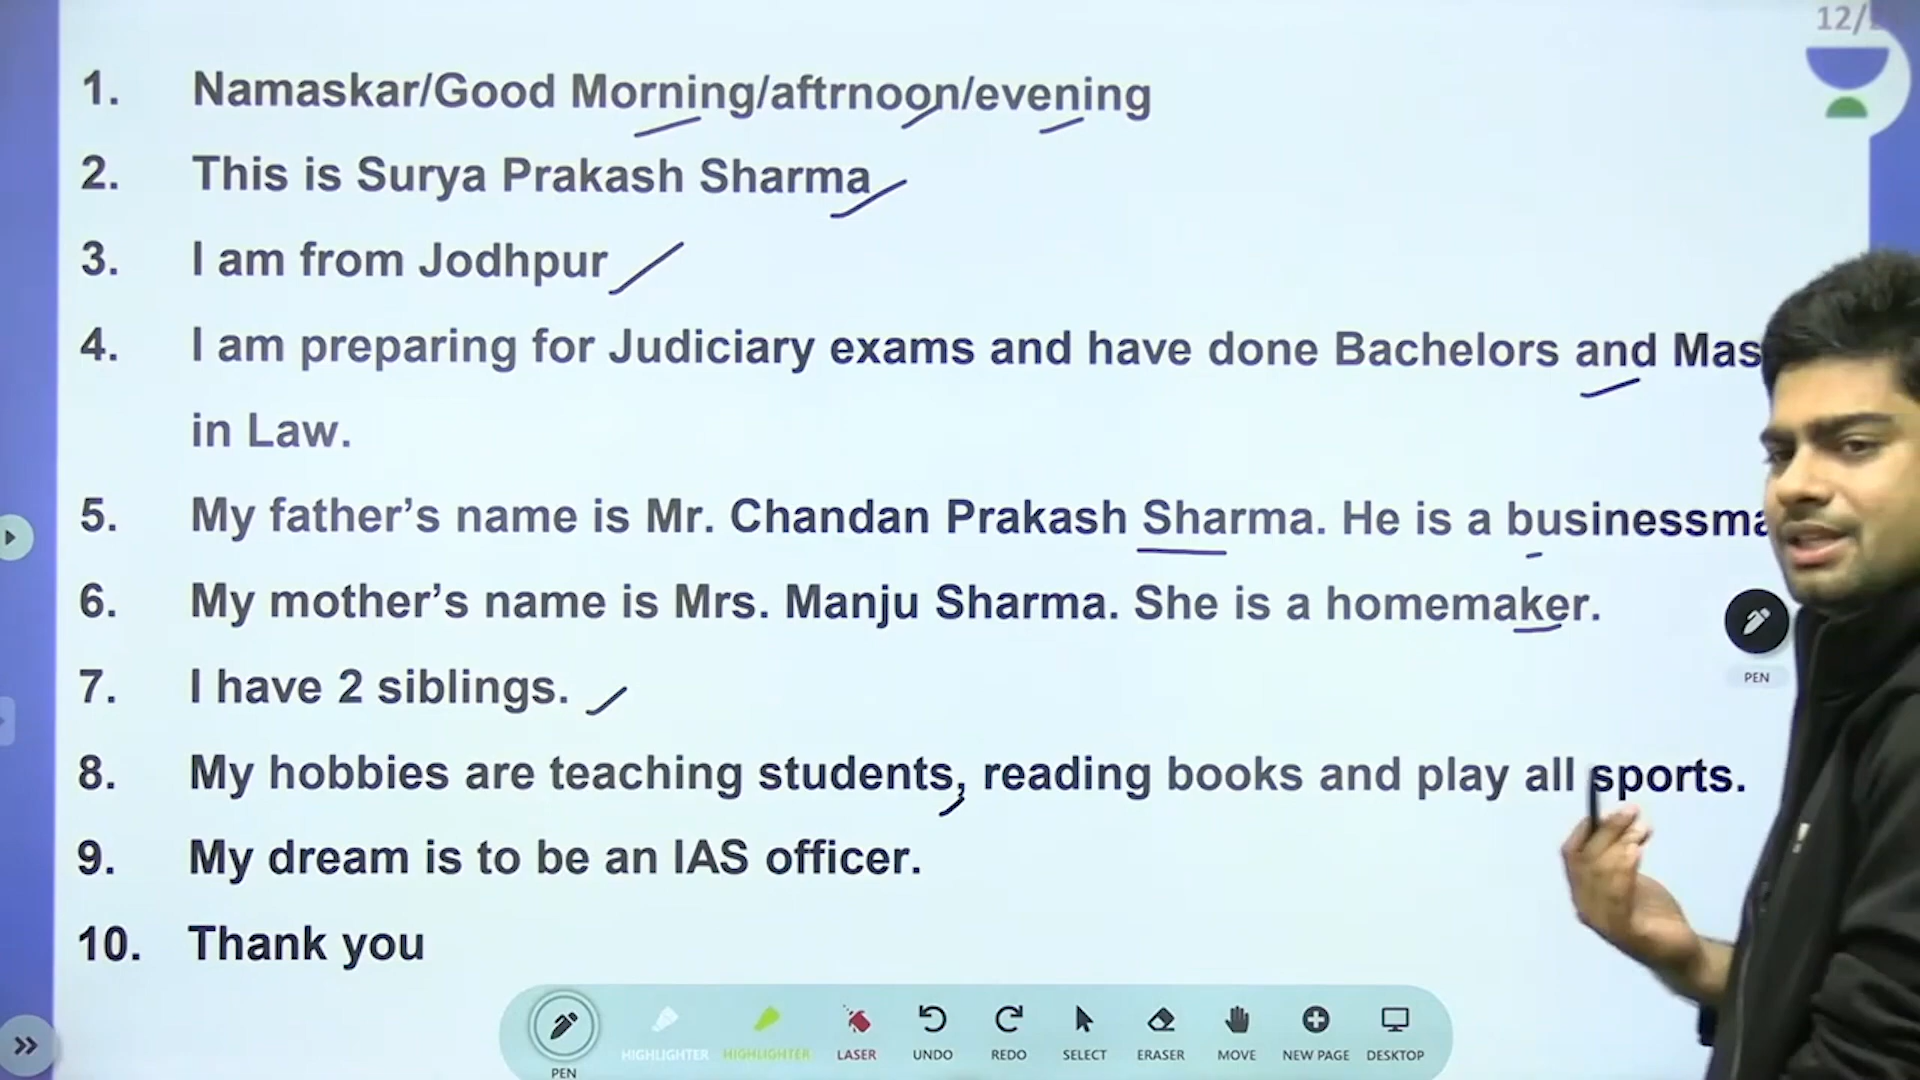 12/
1. Namaskar/Good Morning/aftrnoon/evening
2. This is Surya Prakash Sharma
3. I am from Jodhpur
4. I am preparing for Judiciary exams and have done Bachelors and Mas
in Law.
5. My father’s name is Mr. Chandan Prakash Sharma. He is a businessma
6. My mother’s name is Mrs. Manju Sharma. She is a homemaker.
PEN
7. I have 2 siblings.
8. My hobbies are teaching students, reading books and play all sports.
9. My dream is to be an IAS officer.
10. Thank you
PEN HIGHLIGHTER HIGHLIGHTER LASER UNDO REDO SELECT ERASER MOVE NEW PAGE DESKTOP